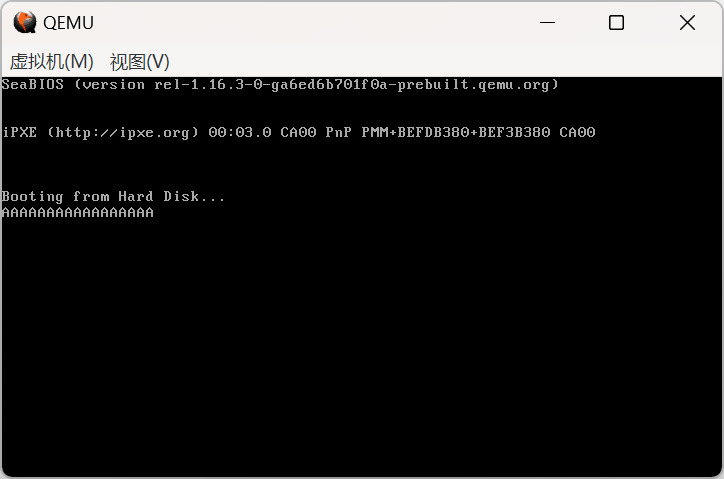 QEMU
虚拟机(M) 视图(V)
SeaBIOS (version rel-1.16.3-0-ga6ed6b701f0a-prebuilt.qemu.org)
iPXE (http://ipxe.org) 00:03.0 CA00 PnP PMM+BEFDB380+BEF3B380 CA00
Booting from Hard Disk...
AAAAAAAAAAAAAAAAA